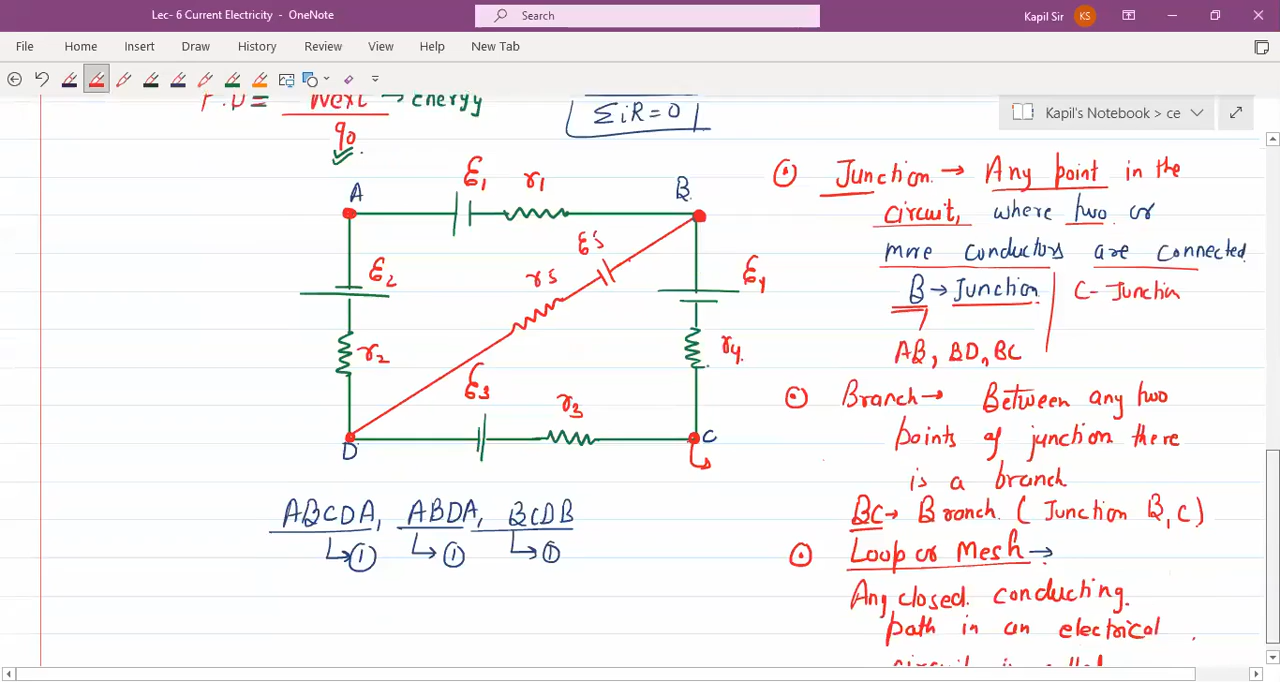 Lec- 6 Current Electricity - OneNote
Search
Kapil Sir KS
File Home Insert Draw History Review View Help New Tab
Kapil's Notebook > ce
P.D = Wext → Energy
q0
ΣiR=0
A
ε1
r1
B
ε2
r2
ε5
r5
ε4
r4
ε3
r3
D
C
ABCDA, ABDA, BCDB
↳① ↳① ↳①
⊙ Junction → Any point in the
circuit, where two or
more conductors are connected.
B → Junction | C- Junction
AB, BD, BC
⊙ Branch → Between any two
points of junction there
is a branch
BC → Branch (Junction B, C)
⊙ Loop or Mesh →
Any closed conducting
path in an electrical